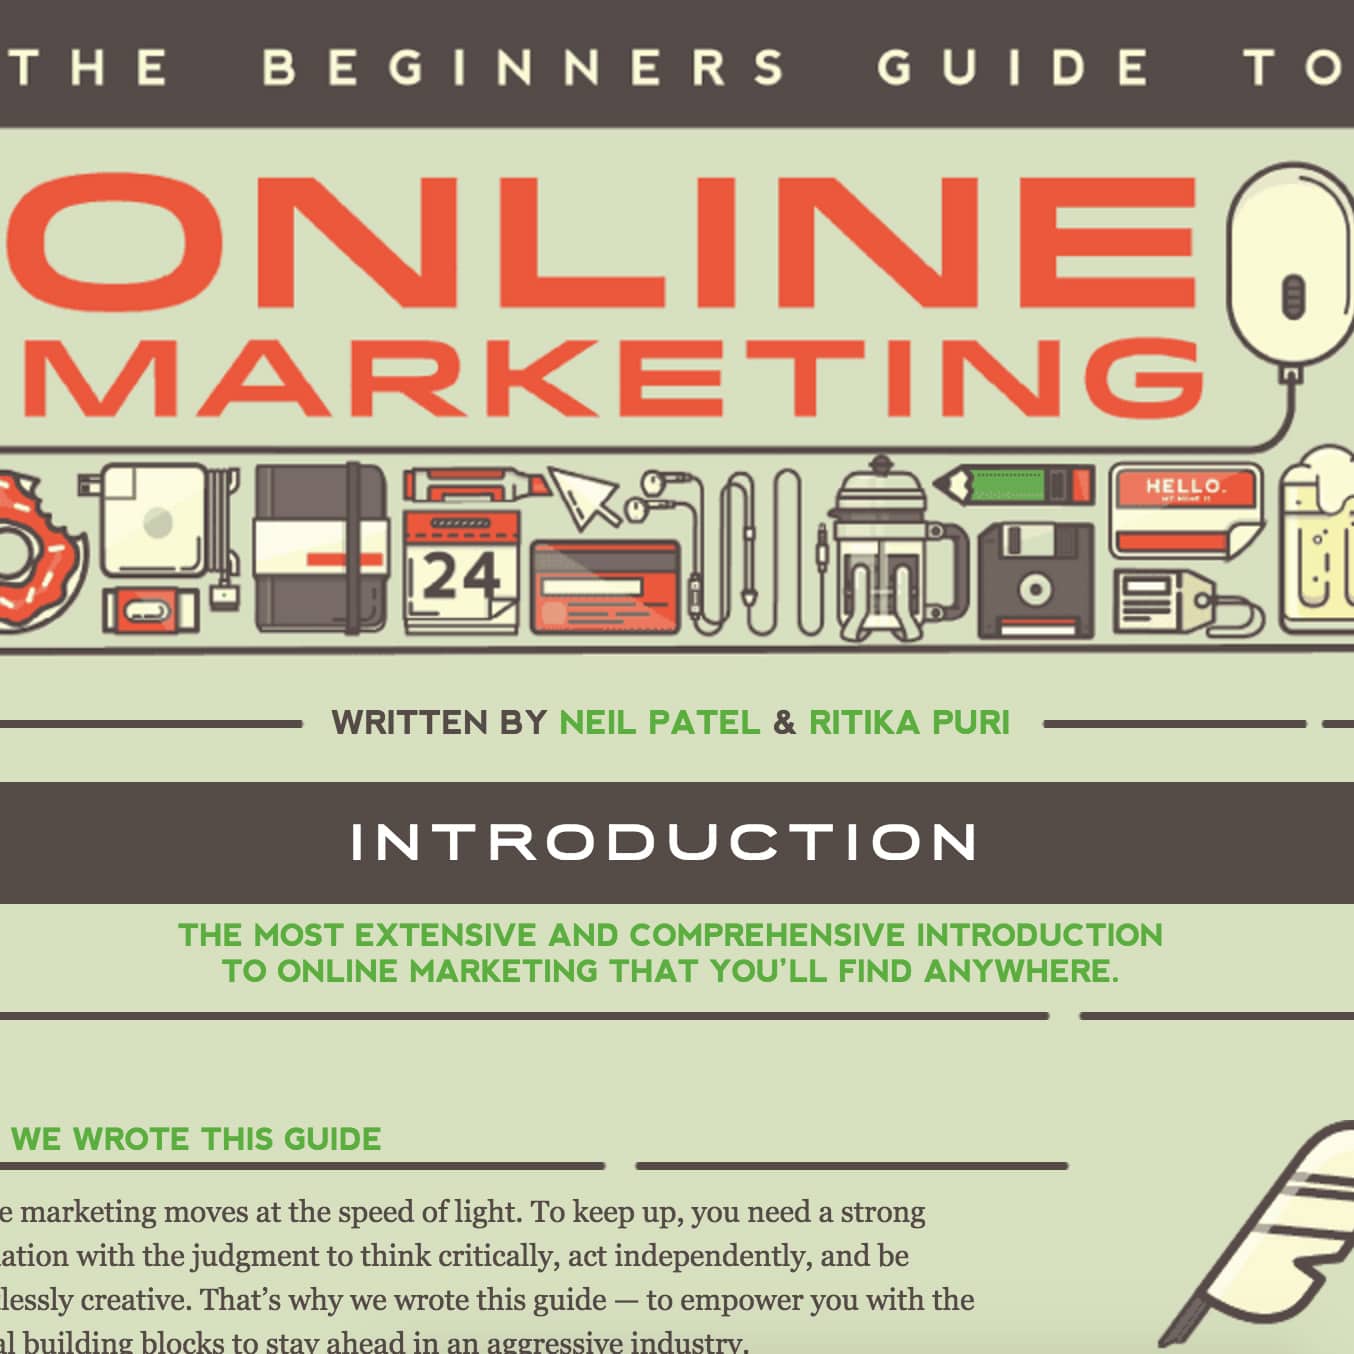 THE BEGINNERS GUIDE TO
ONLINE
MARKETING
HELLO.
MY NAME IS
24
WRITTEN BY NEIL PATEL & RITIKA PURI
INTRODUCTION
THE MOST EXTENSIVE AND COMPREHENSIVE INTRODUCTION
TO ONLINE MARKETING THAT YOU'LL FIND ANYWHERE.
WE WROTE THIS GUIDE
e marketing moves at the speed of light. To keep up, you need a strong
ation with the judgment to think critically, act independently, and be
lessly creative. That’s why we wrote this guide — to empower you with the
al building blocks to stay ahead in an aggressive industry.